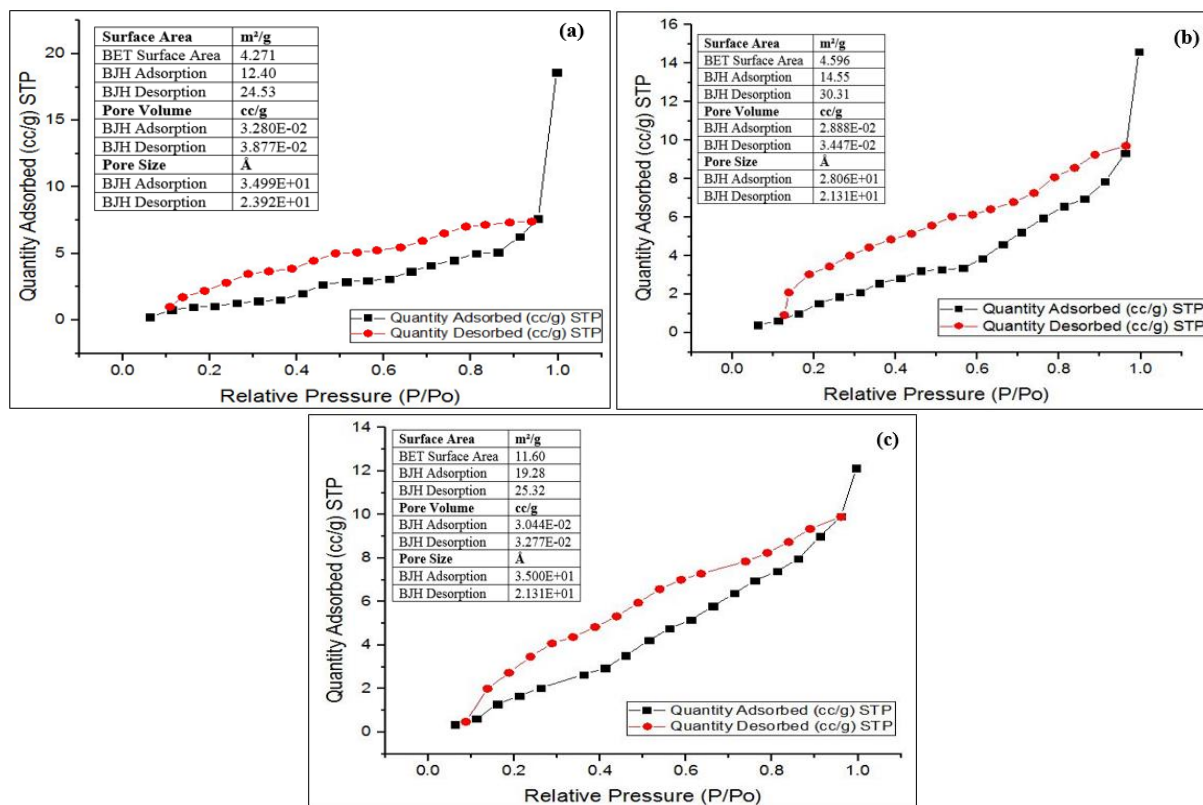 (a)
Surface Area m²/g
BET Surface Area 4.271
BJH Adsorption 12.40
BJH Desorption 24.53
Pore Volume cc/g
BJH Adsorption 3.280E-02
BJH Desorption 3.877E-02
Pore Size Å
BJH Adsorption 3.499E+01
BJH Desorption 2.392E+01
Quantity Adsorbed (cc/g) STP
20
15
10
5
0
Quantity Adsorbed (cc/g) STP
Quantity Desorbed (cc/g) STP
0.0 0.2 0.4 0.6 0.8 1.0
Relative Pressure (P/Po)
(b)
Surface Area m²/g
BET Surface Area 4.596
BJH Adsorption 14.55
BJH Desorption 30.31
Pore Volume cc/g
BJH Adsorption 2.888E-02
BJH Desorption 3.447E-02
Pore Size Å
BJH Adsorption 2.806E+01
BJH Desorption 2.131E+01
Quantity Adsorbed (cc/g) STP
16
14
12
10
8
6
4
2
0
Quantity Adsorbed (cc/g) STP
Quantity Desorbed (cc/g) STP
0.0 0.2 0.4 0.6 0.8 1.0
Relative Pressure (P/Po)
(c)
Surface Area m²/g
BET Surface Area 11.60
BJH Adsorption 19.28
BJH Desorption 25.32
Pore Volume cc/g
BJH Adsorption 3.044E-02
BJH Desorption 3.277E-02
Pore Size Å
BJH Adsorption 3.500E+01
BJH Desorption 2.131E+01
Quantity Adsorbed (cc/g) STP
14
12
10
8
6
4
2
0
Quantity Adsorbed (cc/g) STP
Quantity Desorbed (cc/g) STP
0.0 0.2 0.4 0.6 0.8 1.0
Relative Pressure (P/Po)